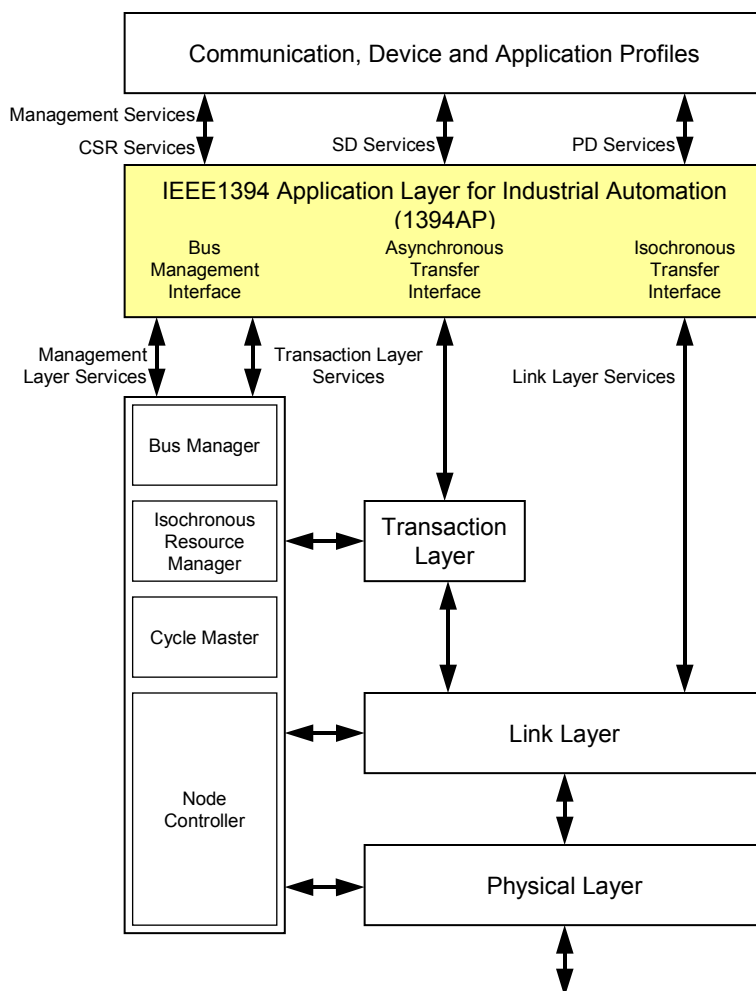 Communication, Device and Application Profiles
Management Services
CSR Services
SD Services
PD Services
IEEE1394 Application Layer for Industrial Automation
(1394AP)
Bus
Management
Interface
Asynchronous
Transfer
Interface
Isochronous
Transfer
Interface
Management
Layer Services
Transaction Layer
Services
Link Layer Services
Bus Manager
Isochronous
Resource
Manager
Transaction
Layer
Cycle Master
Link Layer
Node
Controller
Physical Layer